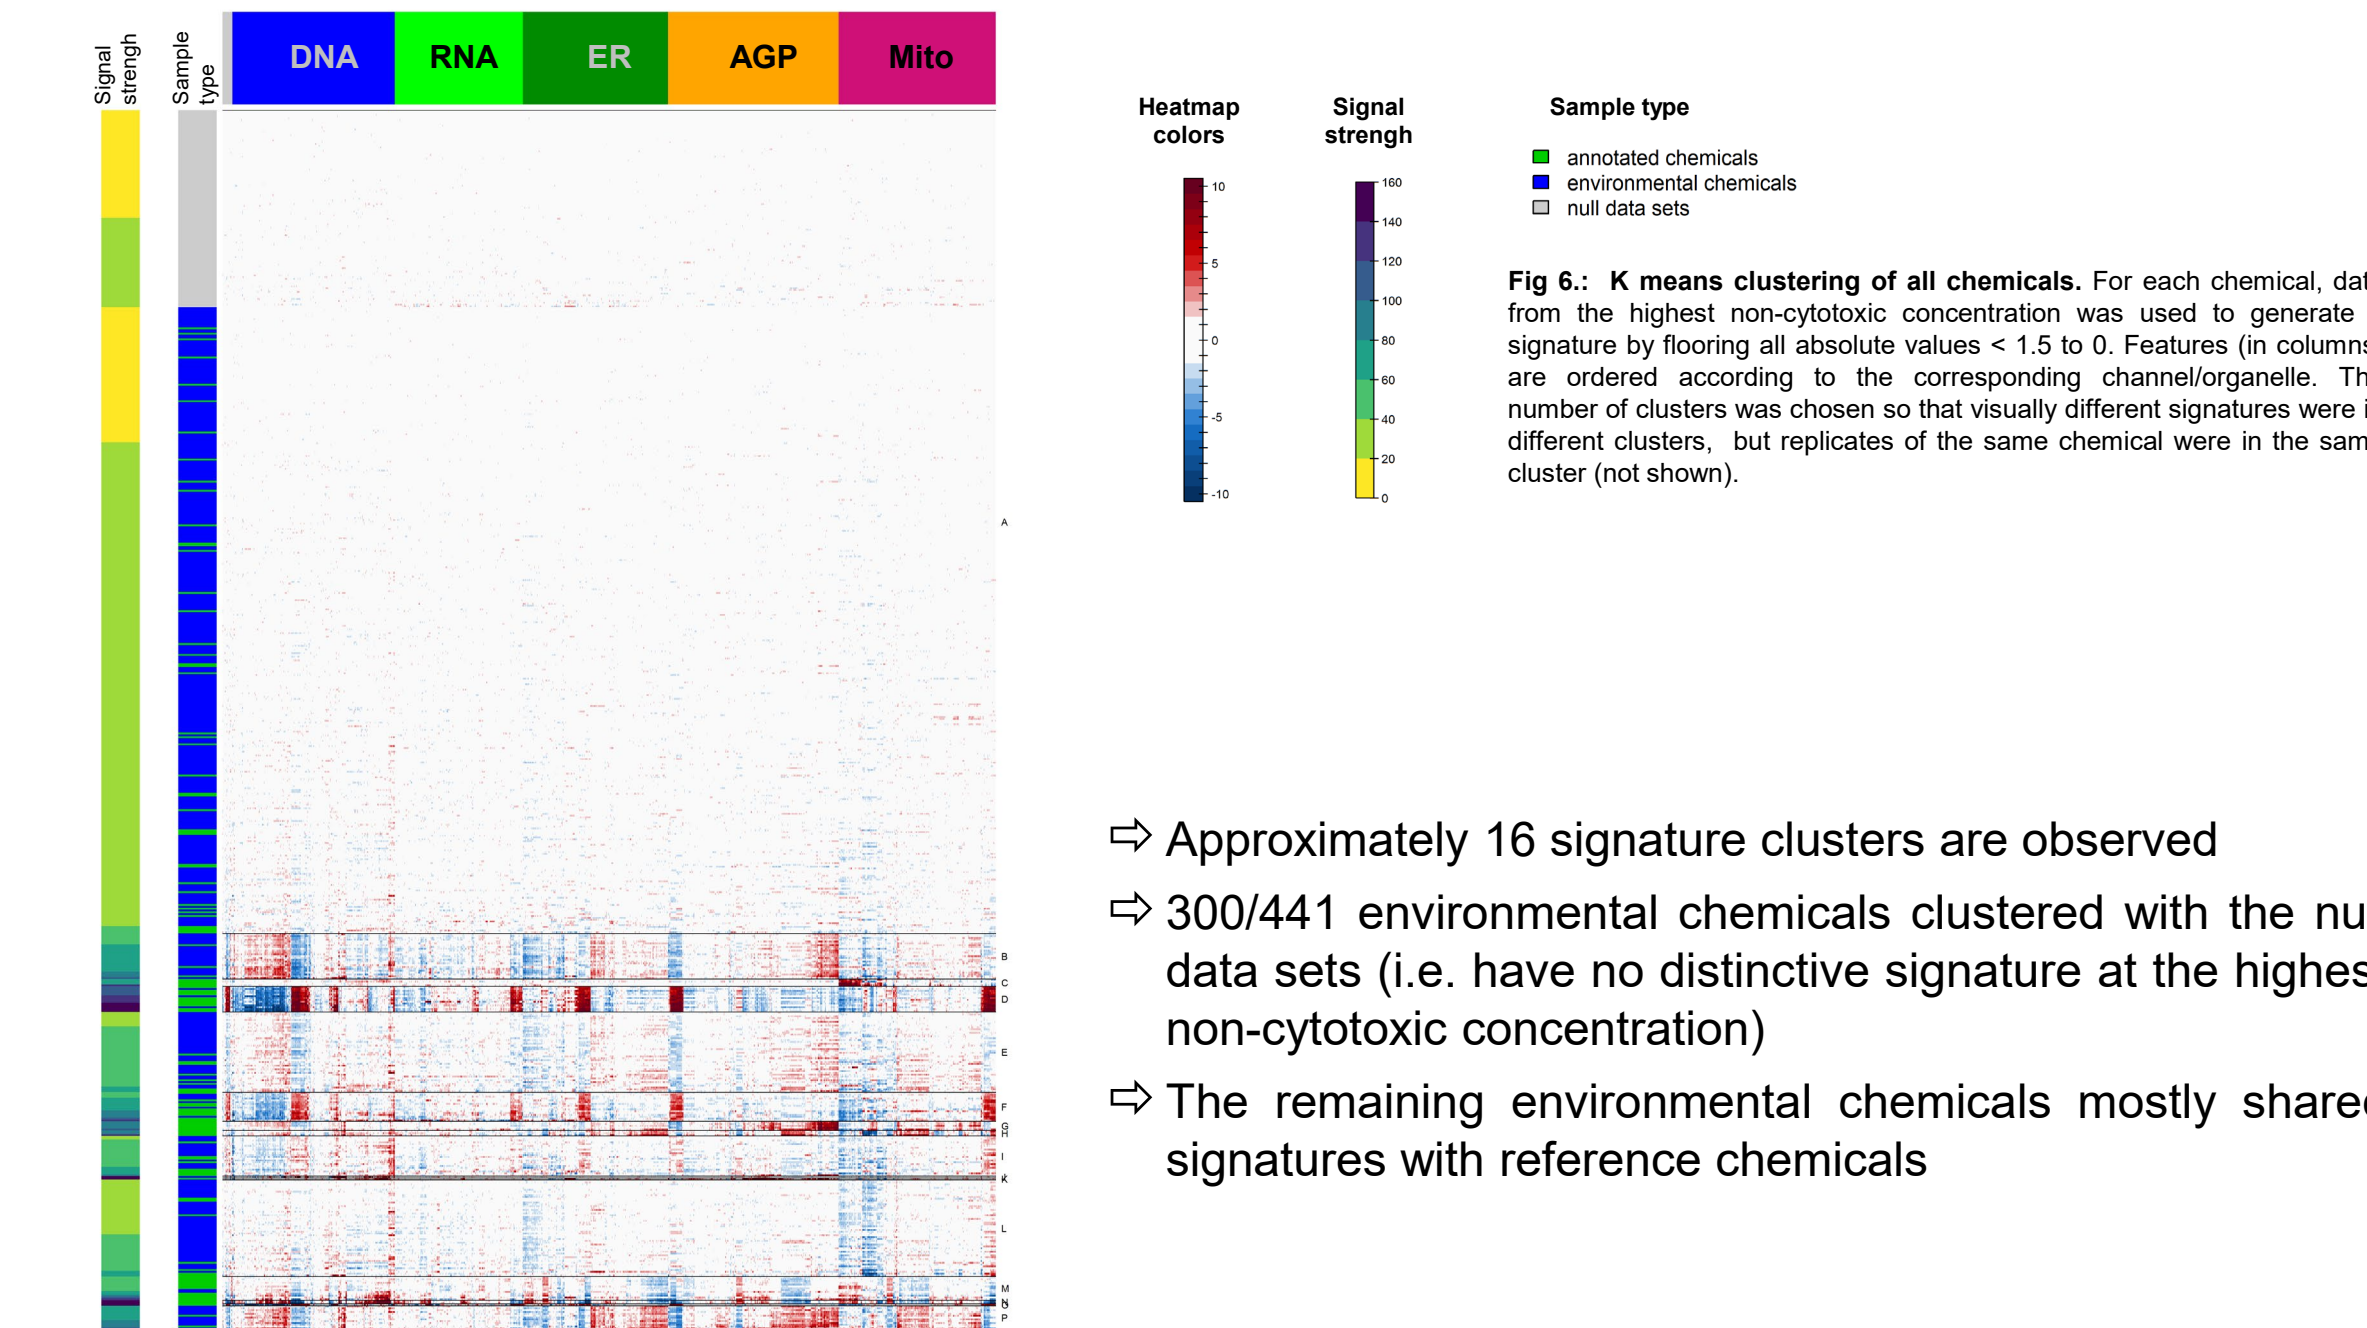 Signal
strengh
Sample
type
DNA
RNA
ER
AGP
Mito
A
B
C
D
E
F
G
H
I
K
L
M
N
O
P
Heatmap
colors
10
5
0
-5
-10
Signal
strengh
160
140
120
100
80
60
40
20
0
Sample type
annotated chemicals
environmental chemicals
null data sets
Fig 6.: K means clustering of all chemicals. For each chemical, dat
from the highest non-cytotoxic concentration was used to generate
signature by flooring all absolute values < 1.5 to 0. Features (in columns
are ordered according to the corresponding channel/organelle. Th
number of clusters was chosen so that visually different signatures were i
different clusters, but replicates of the same chemical were in the sam
cluster (not shown).
⇨ Approximately 16 signature clusters are observed
⇨ 300/441 environmental chemicals clustered with the nu
data sets (i.e. have no distinctive signature at the highes
non-cytotoxic concentration)
⇨ The remaining environmental chemicals mostly shared
signatures with reference chemicals